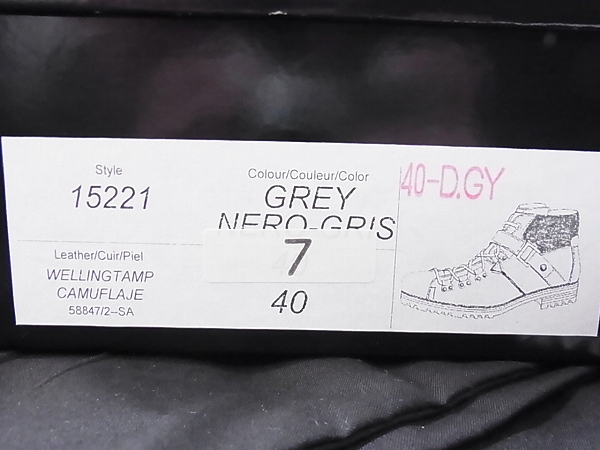 Style
15221
Colour/Couleur/Color
GREY
NERO-GRIS
40-D.GY
Leather/Cuir/Piel
WELLINGTAMP
CAMUFLAJE
58847/2--SA
7
40